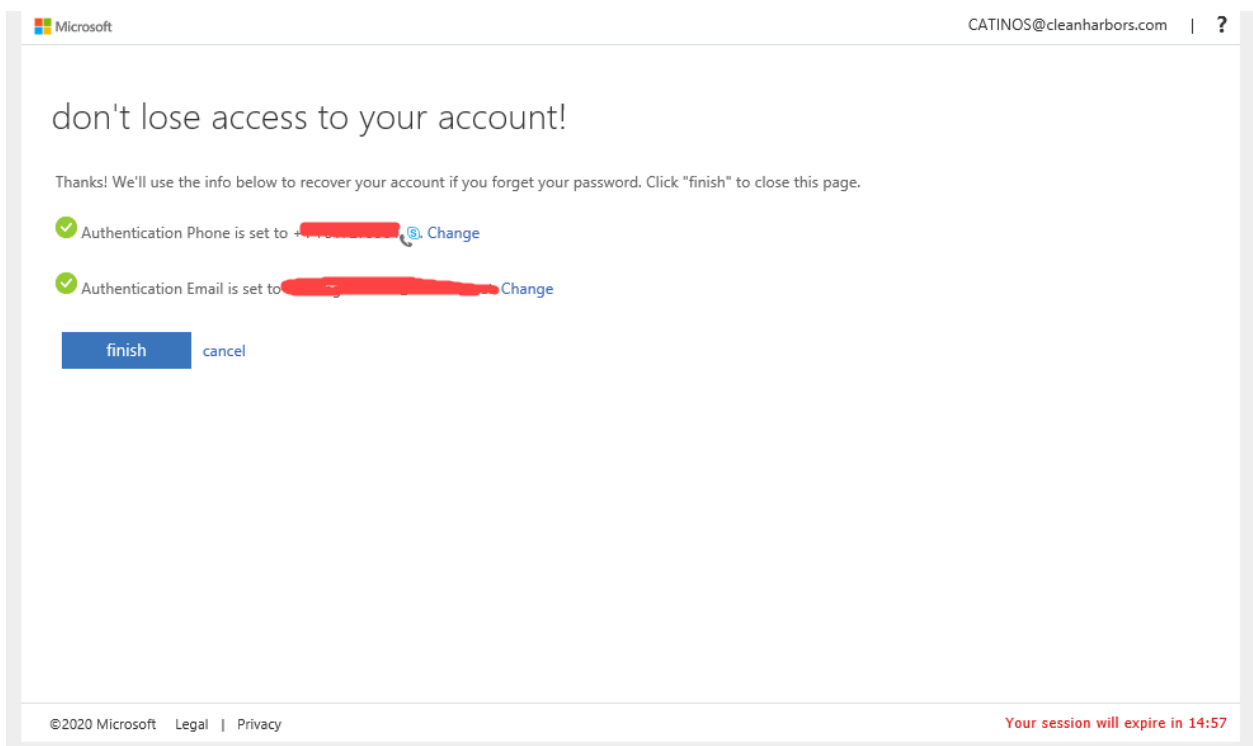 Microsoft CATINOS@cleanharbors.com | ?
don't lose access to your account!
Thanks! We'll use the info below to recover your account if you forget your password. Click "finish" to close this page.
Authentication Phone is set to + S. Change
Authentication Email is set to Change
finish cancel
©2020 Microsoft Legal | Privacy Your session will expire in 14:57